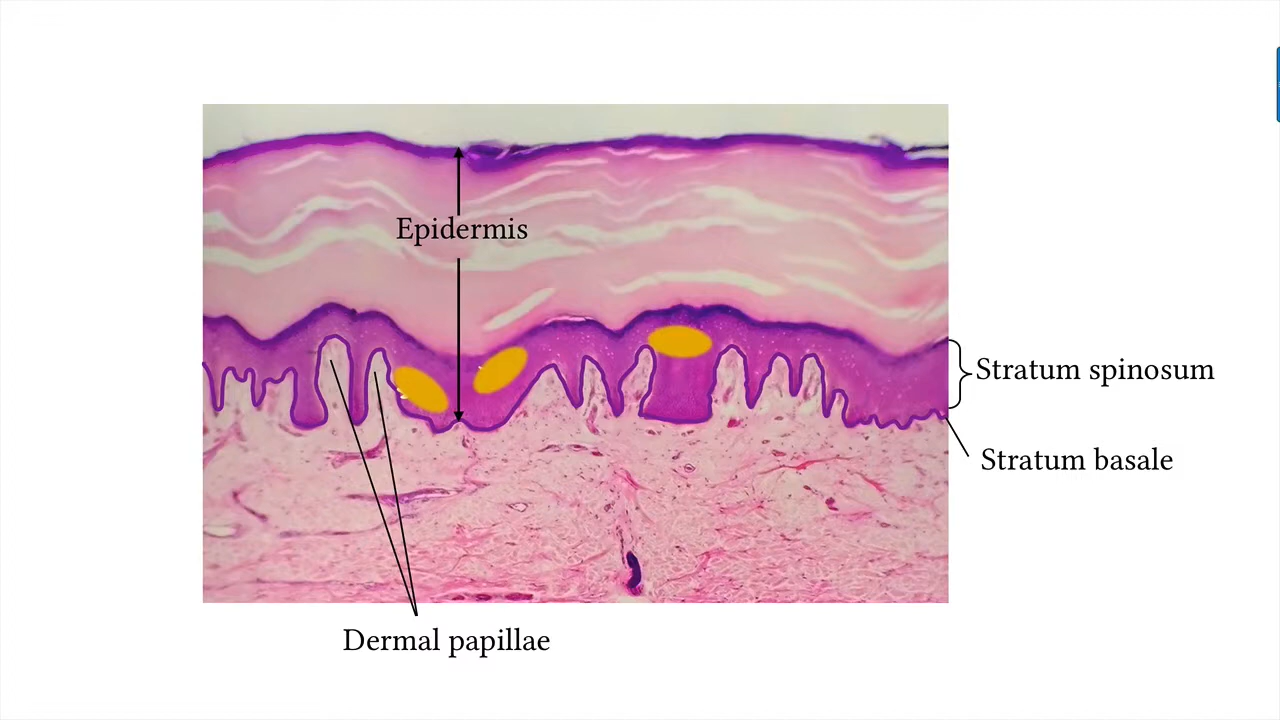 Epidermis
Stratum spinosum
Stratum basale
Dermal papillae